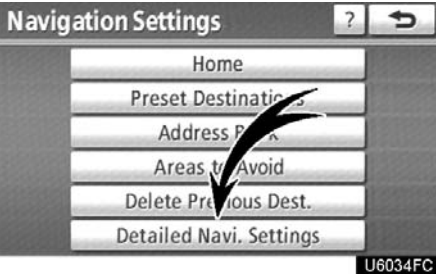 Navigation Settings ?
Home
Preset Destinations
Address Book
Areas to Avoid
Delete Previous Dest.
Detailed Navi. Settings
U6034FC